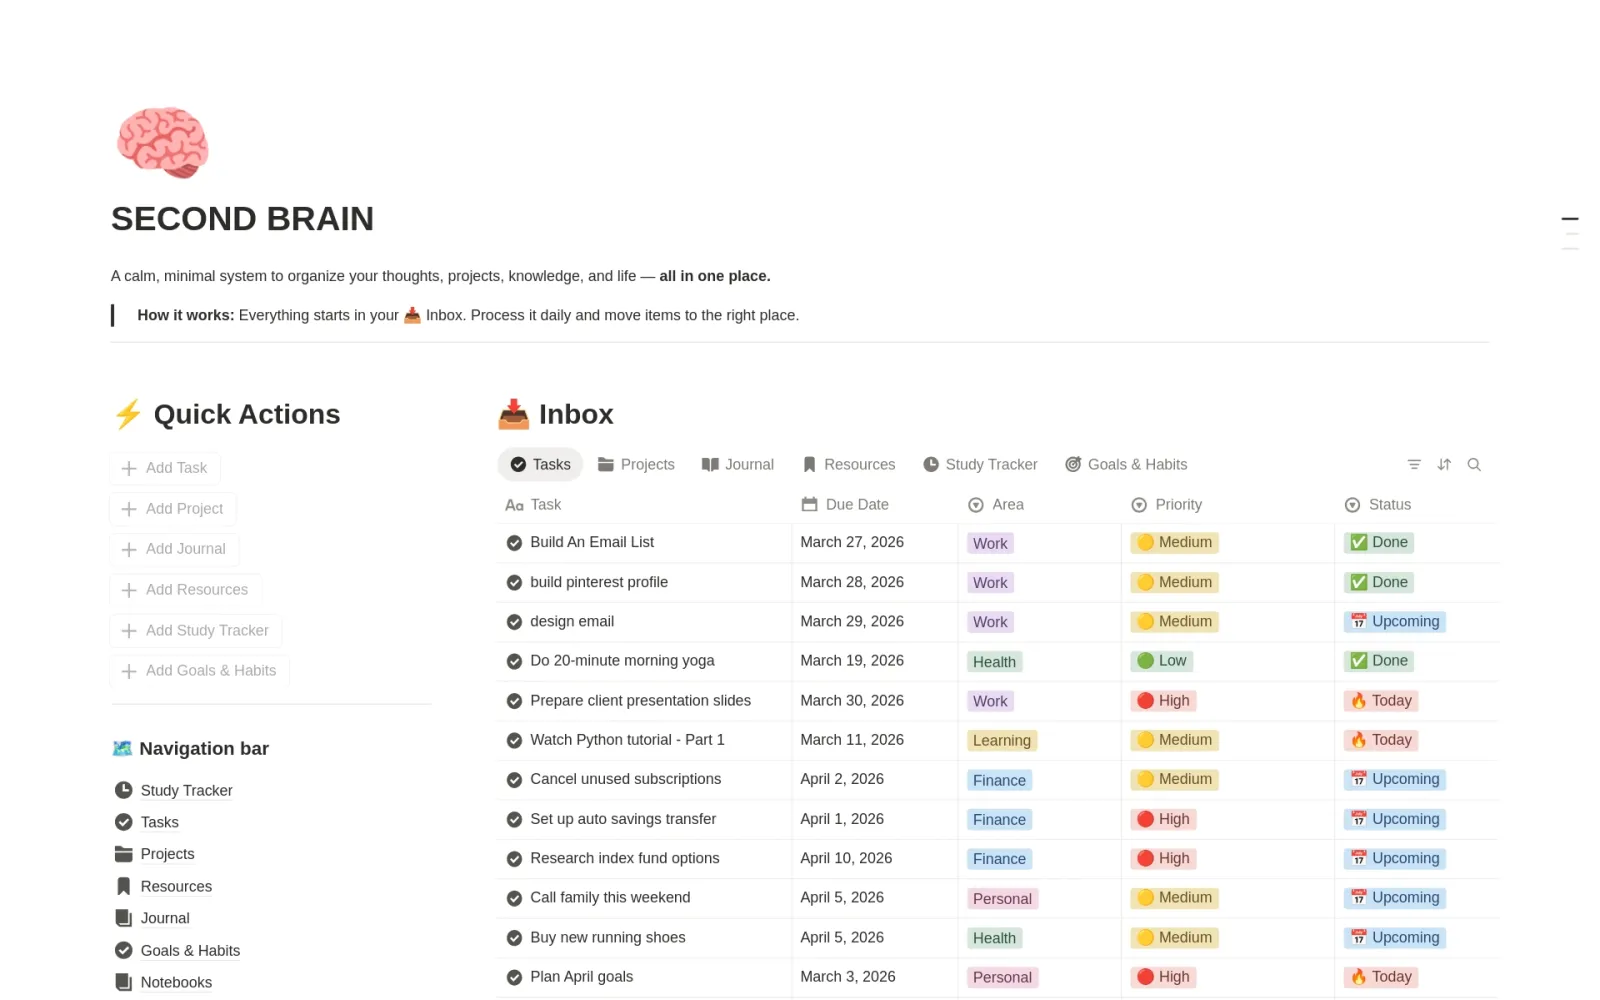 SECOND BRAIN
A calm, minimal system to organize your thoughts, projects, knowledge, and life — all in one place.
How it works: Everything starts in your 📥 Inbox. Process it daily and move items to the right place.
⚡ Quick Actions
Add Task
Add Project
Add Journal
Add Resources
Add Study Tracker
Add Goals & Habits
🗺️ Navigation bar
Study Tracker
Tasks
Projects
Resources
Journal
Goals & Habits
Notebooks
📥 Inbox
Tasks Projects Journal Resources Study Tracker Goals & Habits
Aa Task Due Date Area Priority Status
Build An Email List March 27, 2026 Work 🟡 Medium ✅ Done
build pinterest profile March 28, 2026 Work 🟡 Medium ✅ Done
design email March 29, 2026 Work 🟡 Medium 📅 Upcoming
Do 20-minute morning yoga March 19, 2026 Health 🟢 Low ✅ Done
Prepare client presentation slides March 30, 2026 Work 🔴 High 🔥 Today
Watch Python tutorial - Part 1 March 11, 2026 Learning 🟡 Medium 🔥 Today
Cancel unused subscriptions April 2, 2026 Finance 🟡 Medium 📅 Upcoming
Set up auto savings transfer April 1, 2026 Finance 🔴 High 📅 Upcoming
Research index fund options April 10, 2026 Finance 🔴 High 📅 Upcoming
Call family this weekend April 5, 2026 Personal 🟡 Medium 📅 Upcoming
Buy new running shoes April 5, 2026 Health 🟡 Medium 📅 Upcoming
Plan April goals March 3, 2026 Personal 🔴 High 🔥 Today